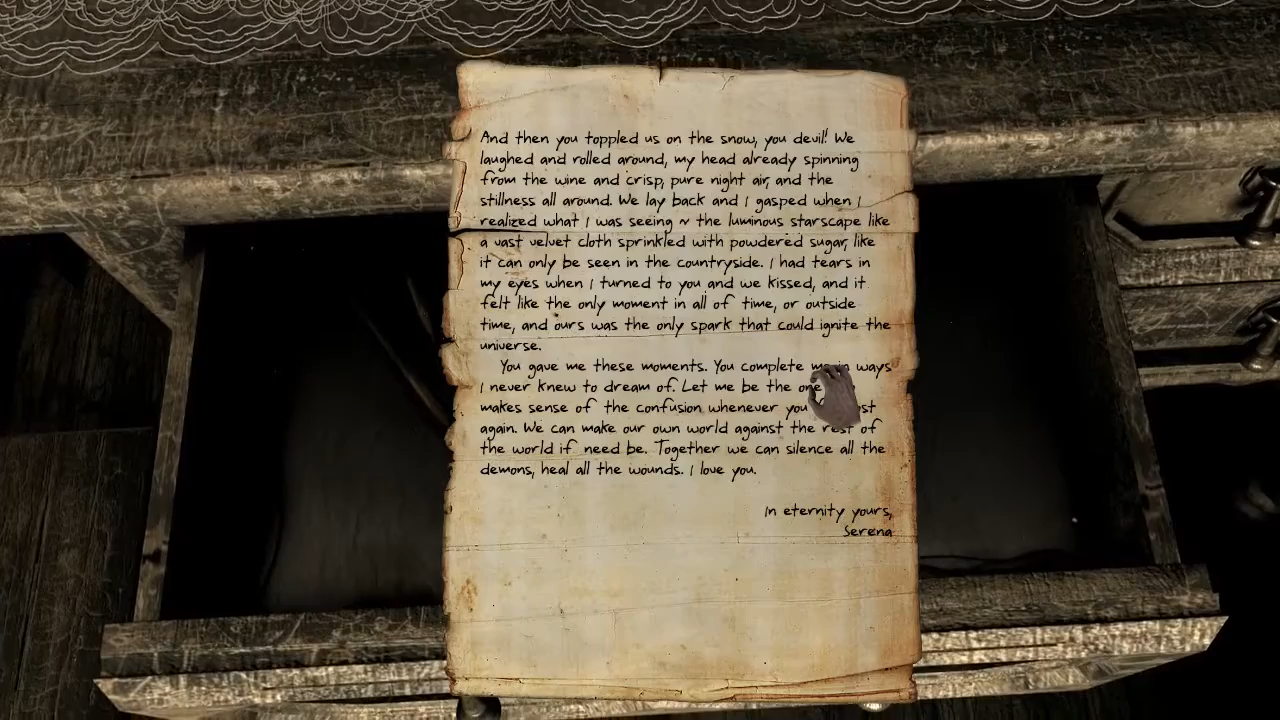 And then you toppled us on the snow, you devil! We
laughed and rolled around, my head already spinning
from the wine and crisp, pure night air, and the
stillness all around. We lay back and I gasped when I
realized what I was seeing ~ the luminous starscape like
a vast velvet cloth sprinkled with powdered sugar, like
it can only be seen in the countryside. I had tears in
my eyes when I turned to you and we kissed, and it
felt like the only moment in all of time, or outside
time, and ours was the only spark that could ignite the
universe.
You gave me these moments. You complete me in ways
I never knew to dream of. Let me be the one
makes sense of the confusion whenever you
again. We can make our own world against the rest of
the world if need be. Together we can silence all the
demons, heal all the wounds. I love you.
In eternity yours,
Serena